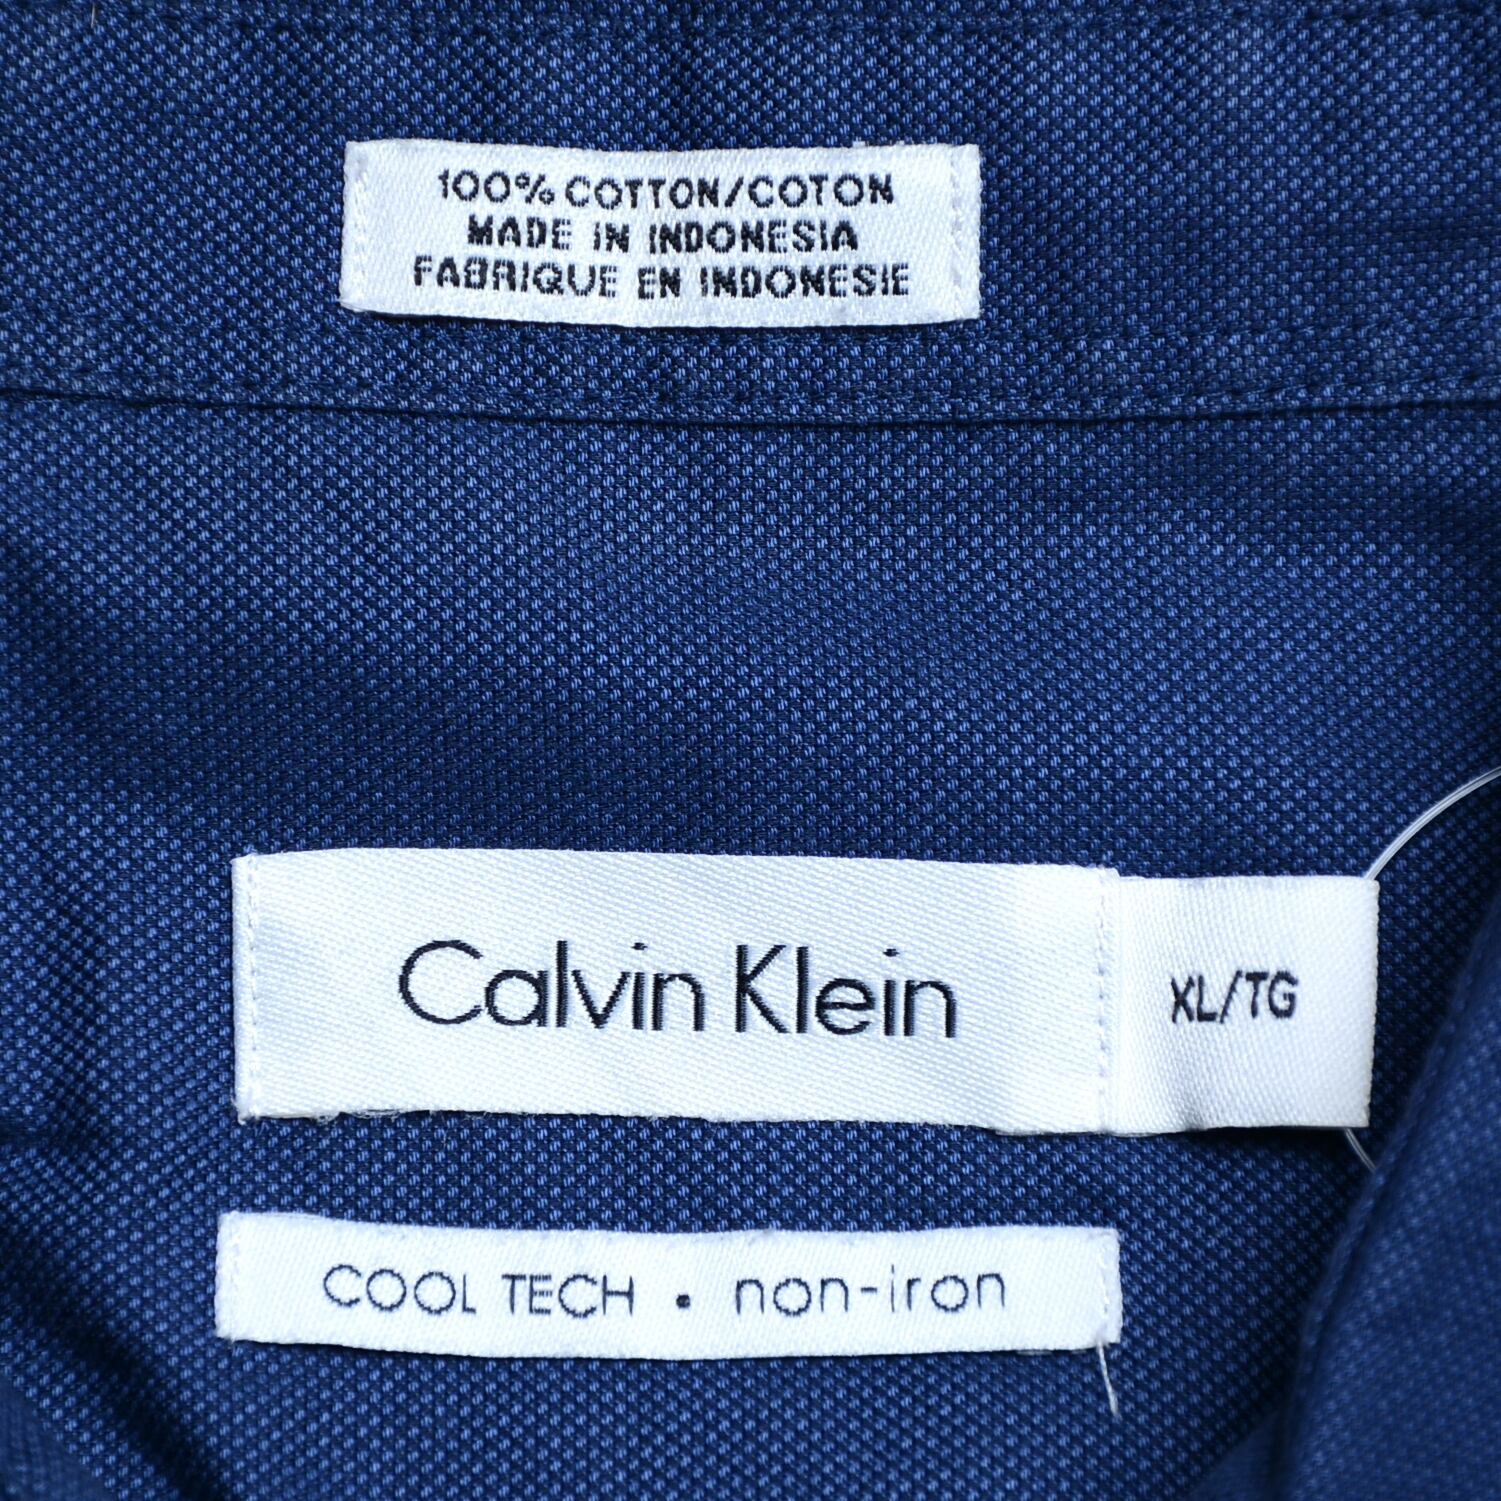 100% COTTON/COTON
MADE IN INDONESIA
FABRIQUE EN INDONESIE
Calvin Klein
XL/TG
COOL TECH • non-iron